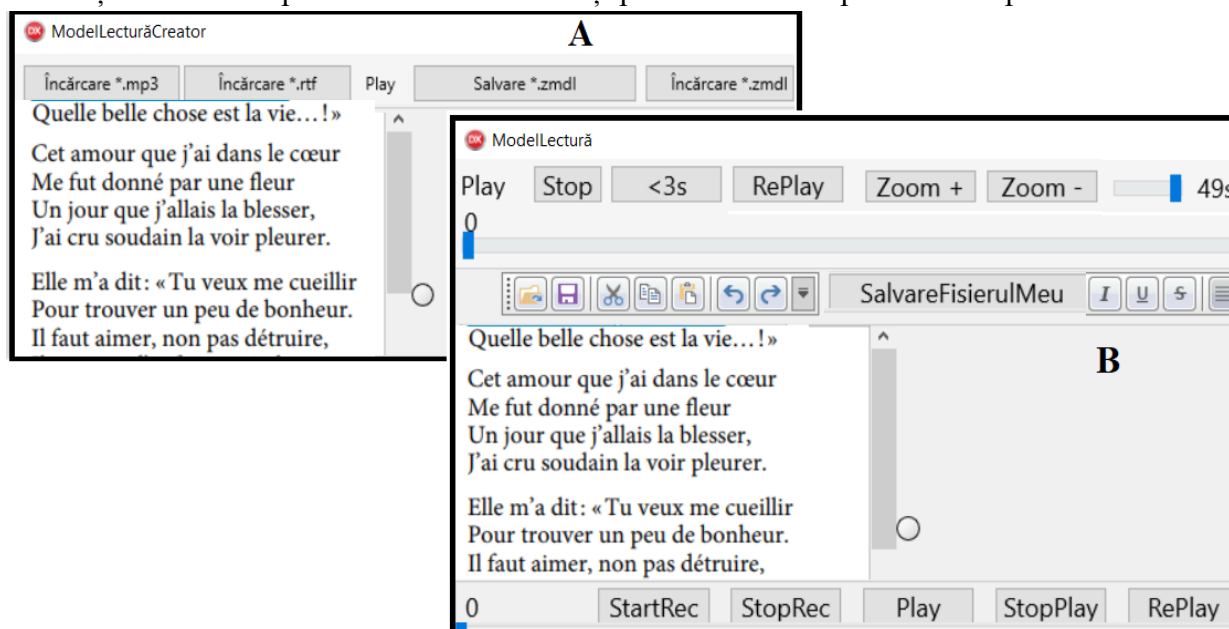 ModelLecturăCreator
A
Încărcare *.mp3 Încărcare *.rtf Play Salvare *.zmdl Încărcare *.zmdl
Quelle belle chose est la vie…!»
Cet amour que j’ai dans le cœur
Me fut donné par une fleur
Un jour que j’allais la blesser,
J’ai cru soudain la voir pleurer.
Elle m’a dit: «Tu veux me cueillir
Pour trouver un peu de bonheur.
Il faut aimer, non pas détruire,
ModelLectură
Play Stop <3s RePlay Zoom + Zoom - 49s
0
SalvareFisierulMeu I U S
Quelle belle chose est la vie…!»
B
Cet amour que j’ai dans le cœur
Me fut donné par une fleur
Un jour que j’allais la blesser,
J’ai cru soudain la voir pleurer.
Elle m’a dit: «Tu veux me cueillir
Pour trouver un peu de bonheur.
Il faut aimer, non pas détruire,
0 StartRec StopRec Play StopPlay RePlay